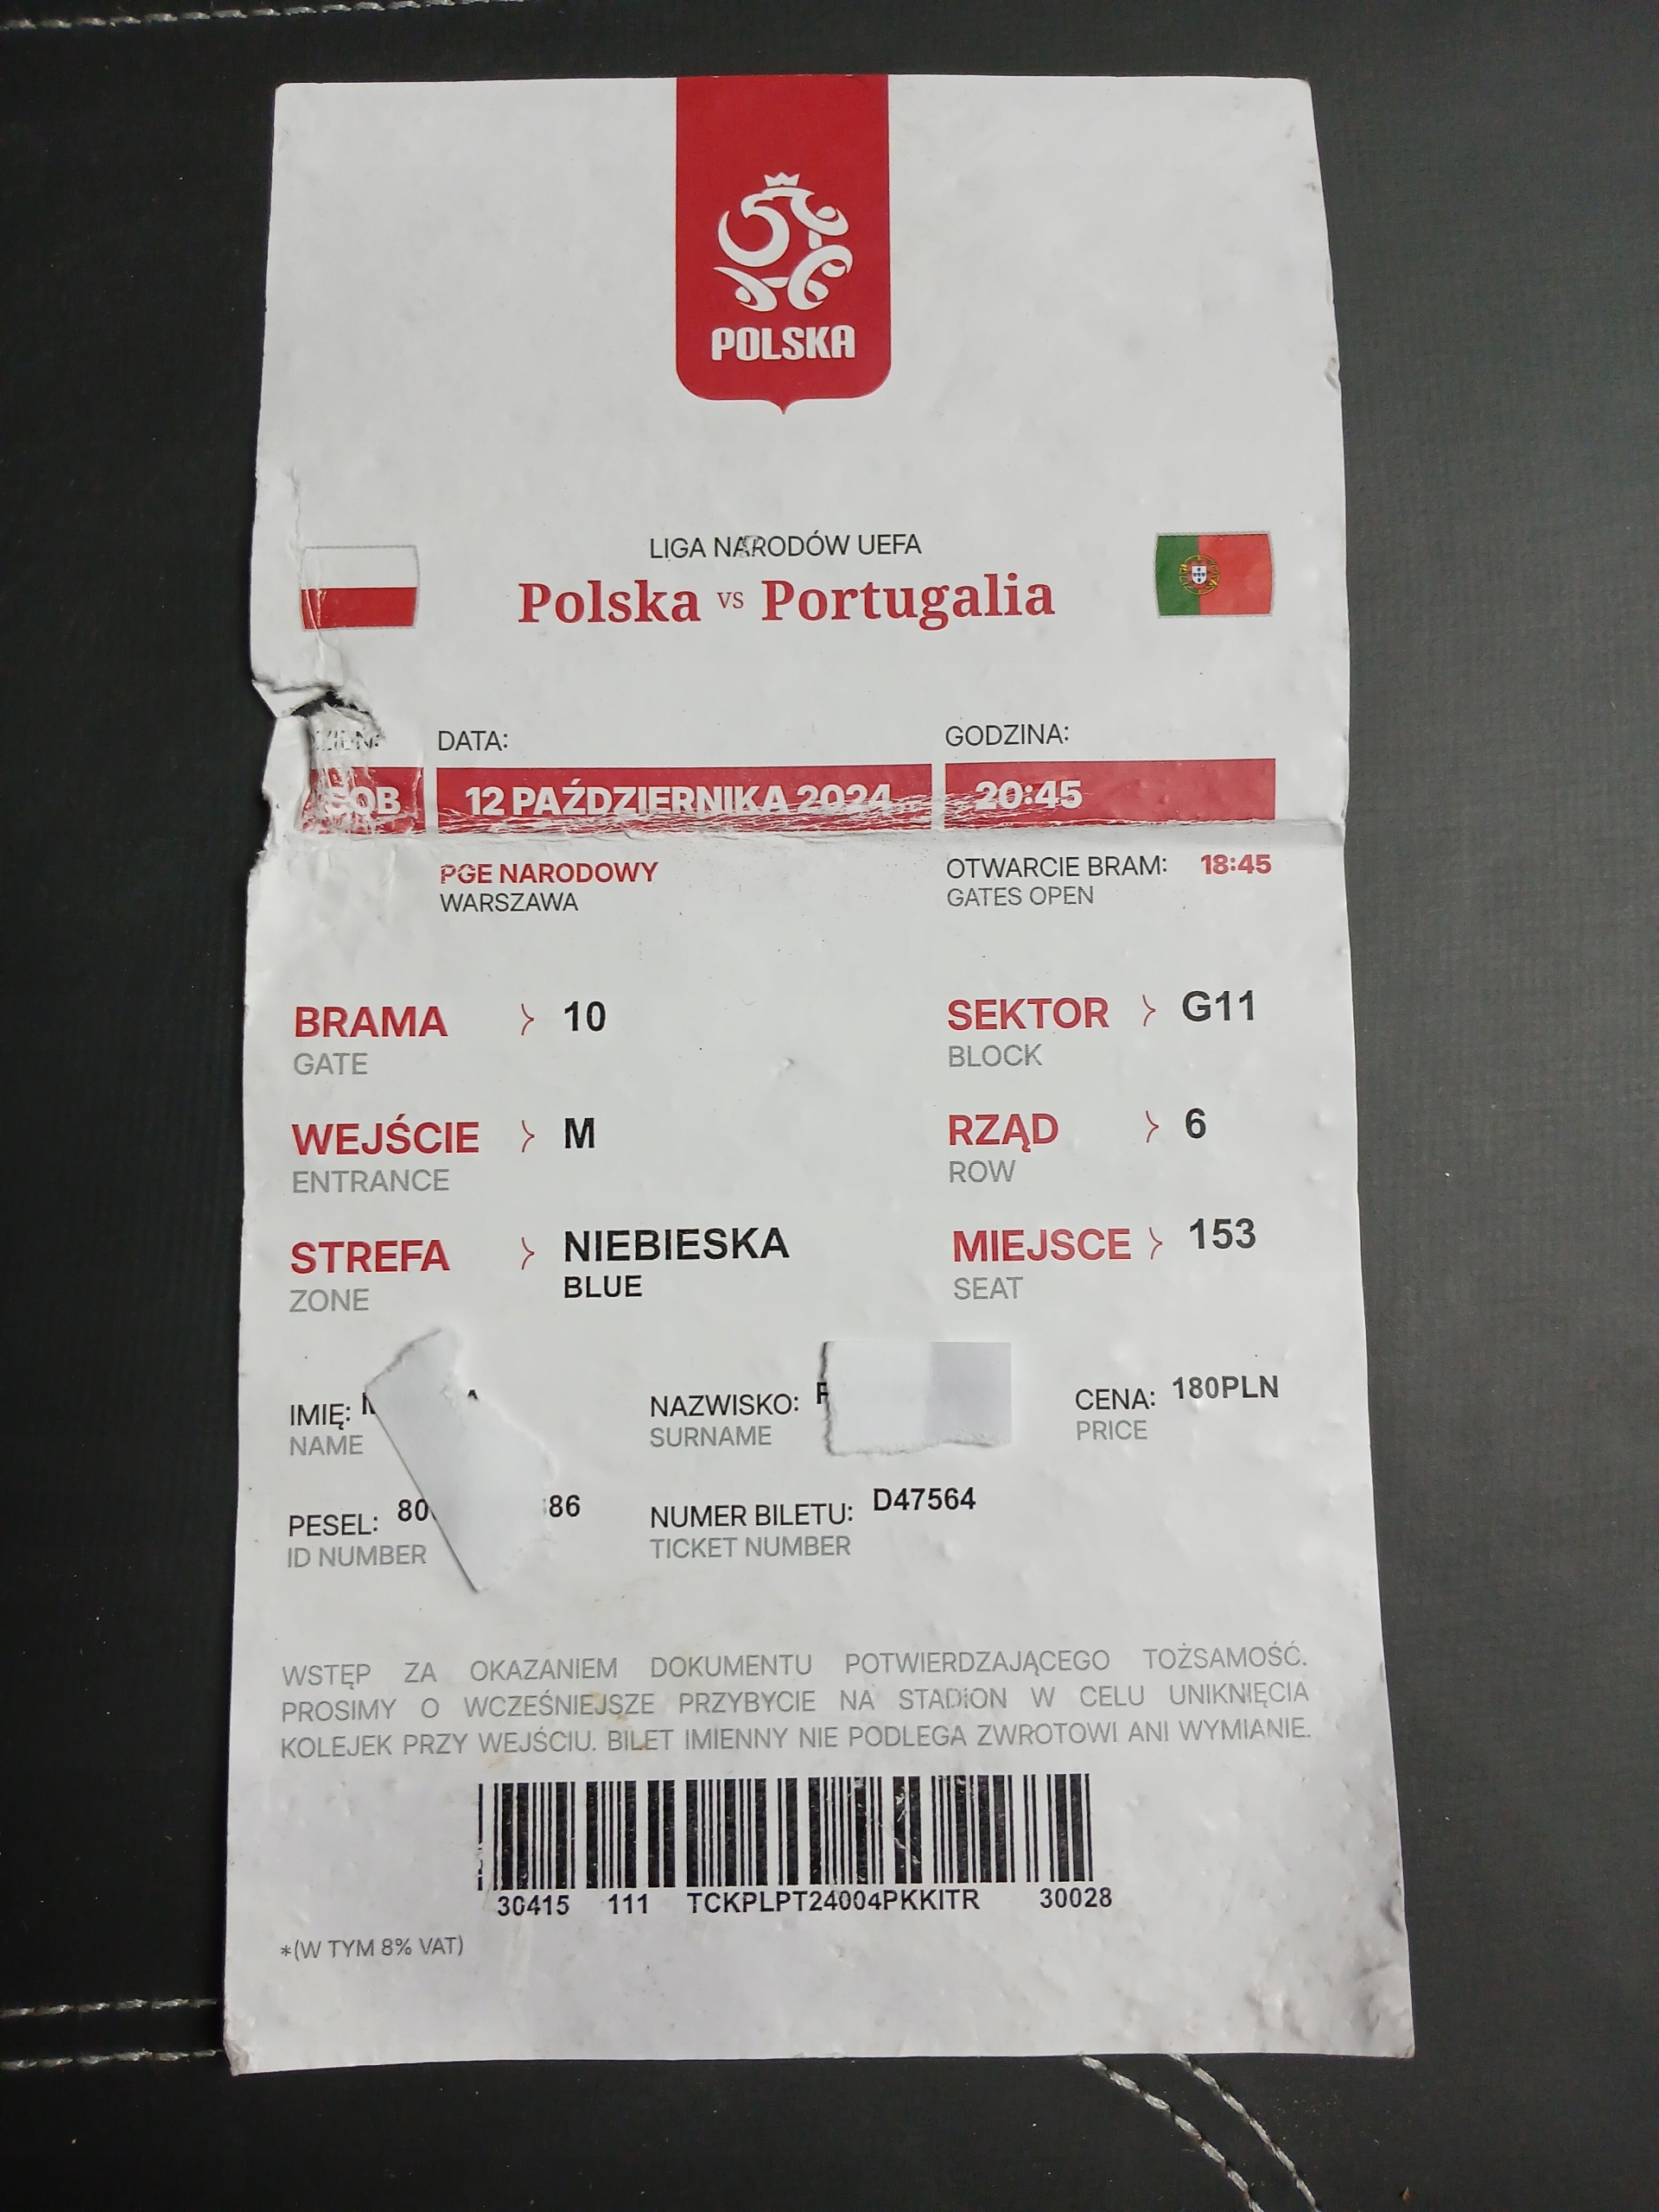 POLSKA
LIGA NARODÓW UEFA
Polska vs Portugalia
DATA:
GODZINA:
SOB
12 PAŹDZIERNIKA 2024
20:45
PGE NARODOWY
WARSZAWA
OTWARCIE BRAM: 18:45
GATES OPEN
BRAMA 10
GATE
SEKTOR G11
BLOCK
WEJŚCIE M
ENTRANCE
RZĄD 6
ROW
STREFA NIEBIESKA
ZONE BLUE
MIEJSCE 153
SEAT
IMIĘ:
NAME
NAZWISKO:
SURNAME
CENA: 180PLN
PRICE
PESEL: 80 86
ID NUMBER
NUMER BILETU: D47564
TICKET NUMBER
WSTĘP ZA OKAZANIEM DOKUMENTU POTWIERDZAJĄCEGO TOŻSAMOŚĆ.
PROSIMY O WCZEŚNIEJSZE PRZYBYCIE NA STADiON W CELU UNIKNIĘCIA
KOLEJEK PRZY WEJŚCIU. BILET IMIENNY NIE PODLEGA ZWROTOWI ANI WYMIANIE.
30415 111 TCKPLPT24004PKKITR 30028
*(W TYM 8% VAT)